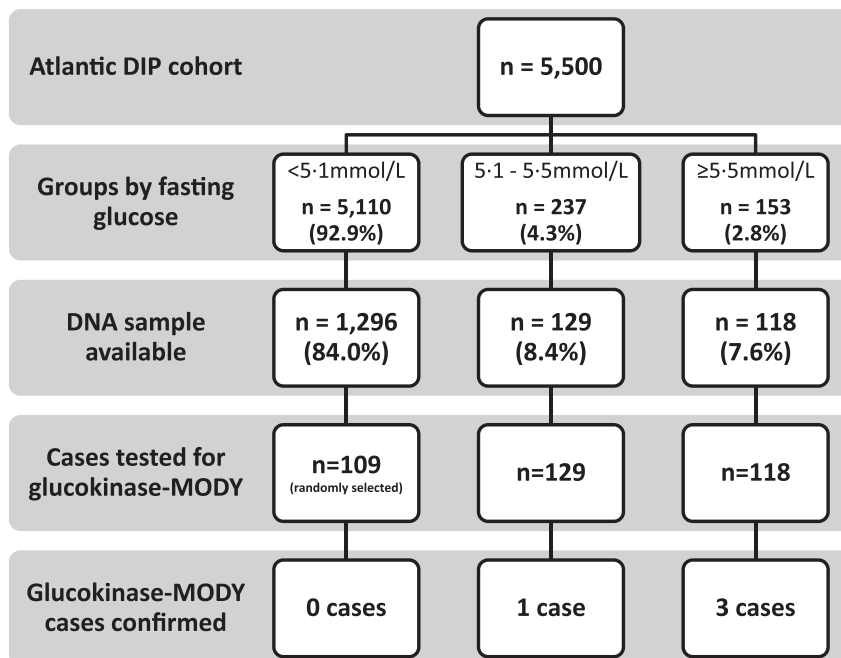 Atlantic DIP cohort
n = 5,500
Groups by fasting
glucose
<5·1mmol/L
n = 5,110
(92.9%)
5·1 - 5·5mmol/L
n = 237
(4.3%)
≥5·5mmol/L
n = 153
(2.8%)
DNA sample
available
n = 1,296
(84.0%)
n = 129
(8.4%)
n = 118
(7.6%)
Cases tested for
glucokinase-MODY
n=109
(randomly selected)
n=129
n=118
Glucokinase-MODY
cases confirmed
0 cases
1 case
3 cases